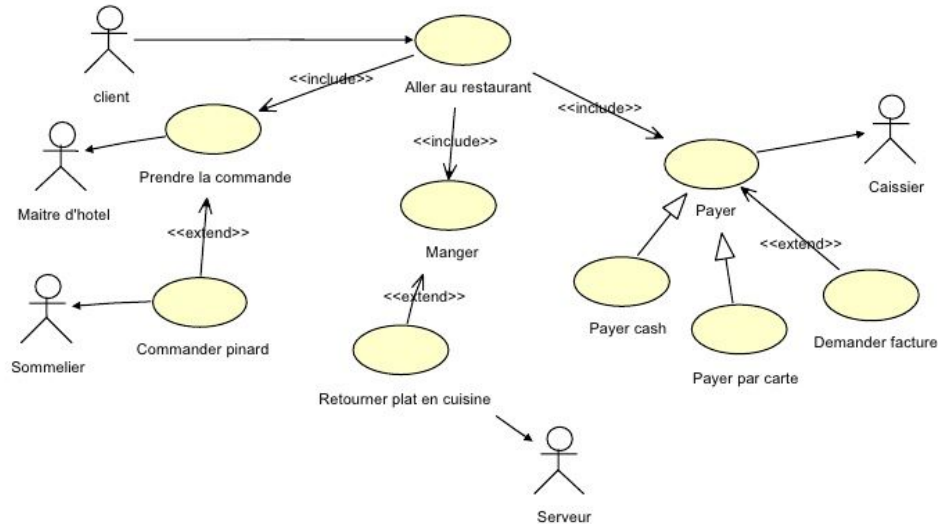 client
Aller au restaurant
<<include>>
<<include>>
<<include>>
Maitre d'hotel
Prendre la commande
Caissier
Payer
Manger
<<extend>>
<<extend>>
<<extend>>
Sommelier
Commander pinard
Payer cash
Demander facture
Payer par carte
Retourner plat en cuisine
Serveur